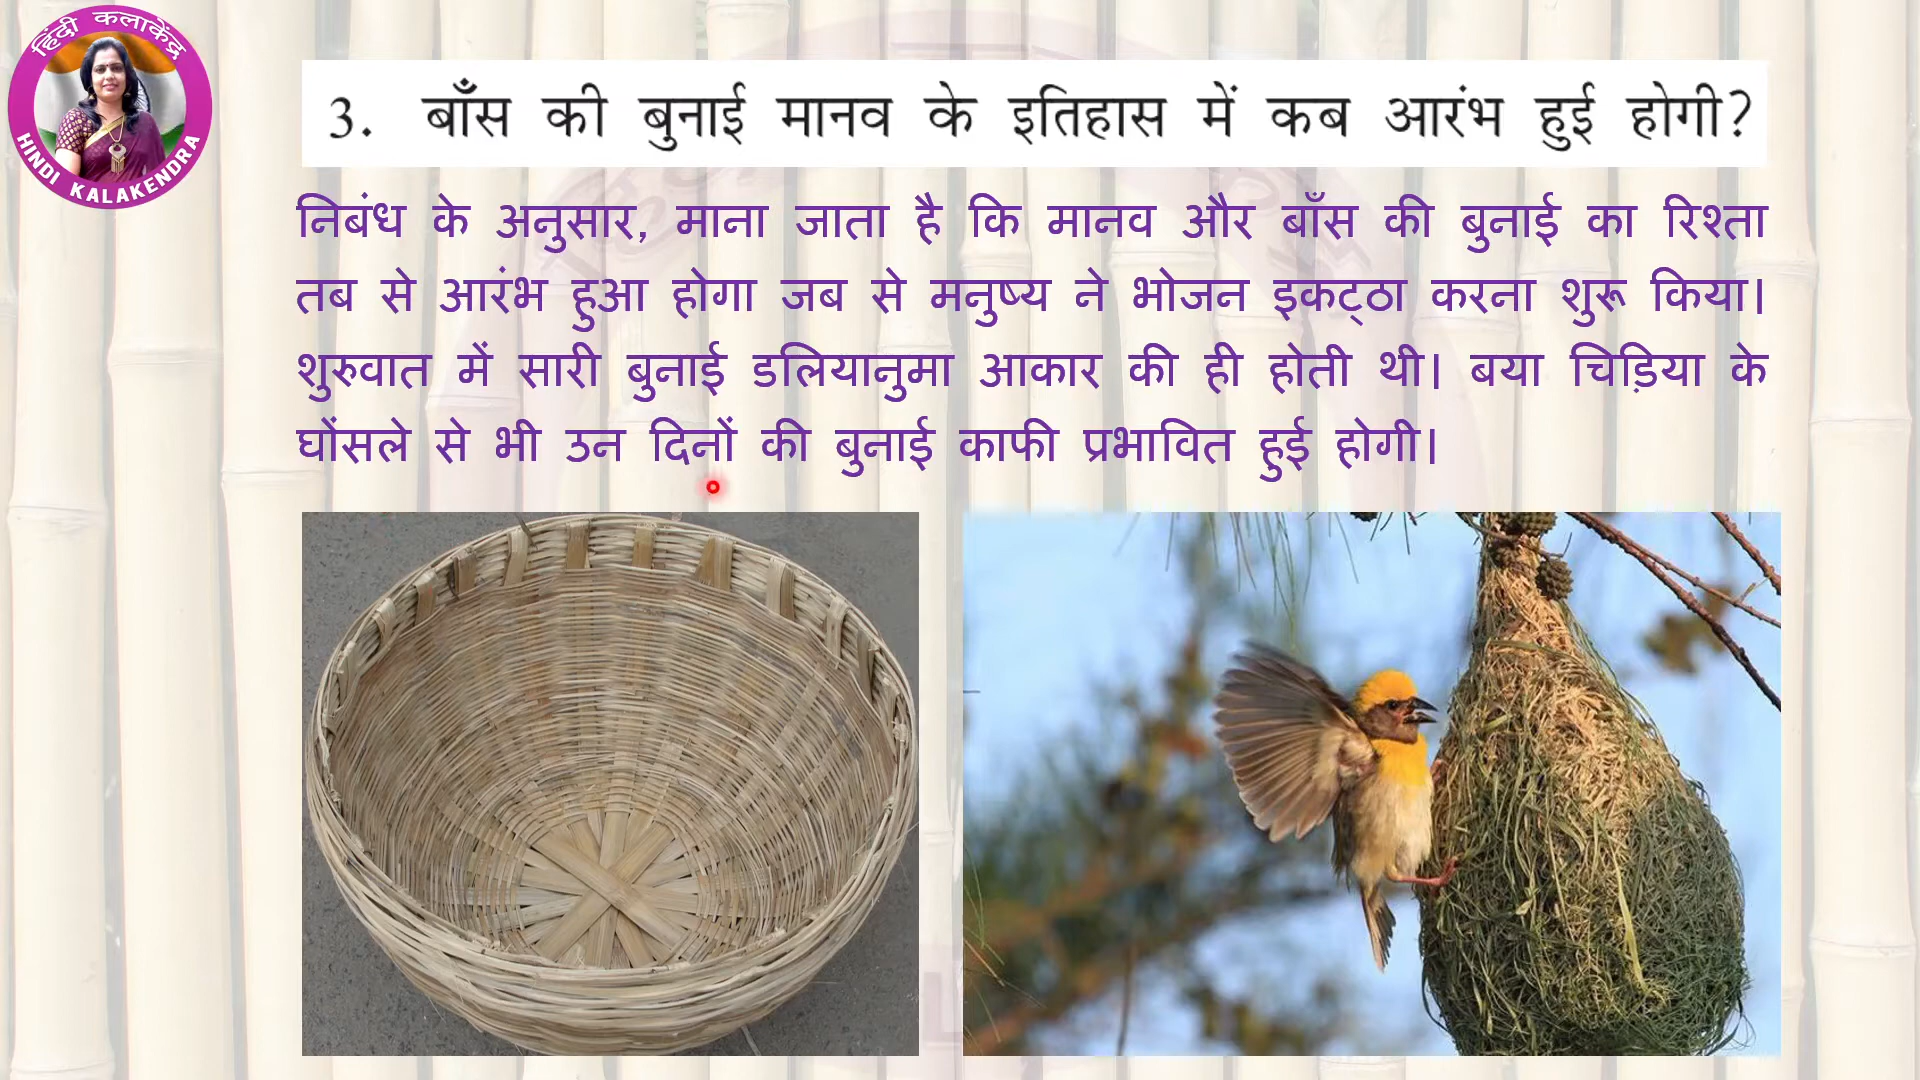 हिंदी कलाकेंद्र
HINDI KALAKENDRA
3. बाँस की बुनाई मानव के इतिहास में कब आरंभ हुई होगी?
निबंध के अनुसार, माना जाता है कि मानव और बाँस की बुनाई का रिश्ता
तब से आरंभ हुआ होगा जब से मनुष्य ने भोजन इकट्ठा करना शुरू किया।
शुरुवात में सारी बुनाई डलियानुमा आकार की ही होती थी। बया चिड़िया के
घोंसले से भी उन दिनों की बुनाई काफी प्रभावित हुई होगी।